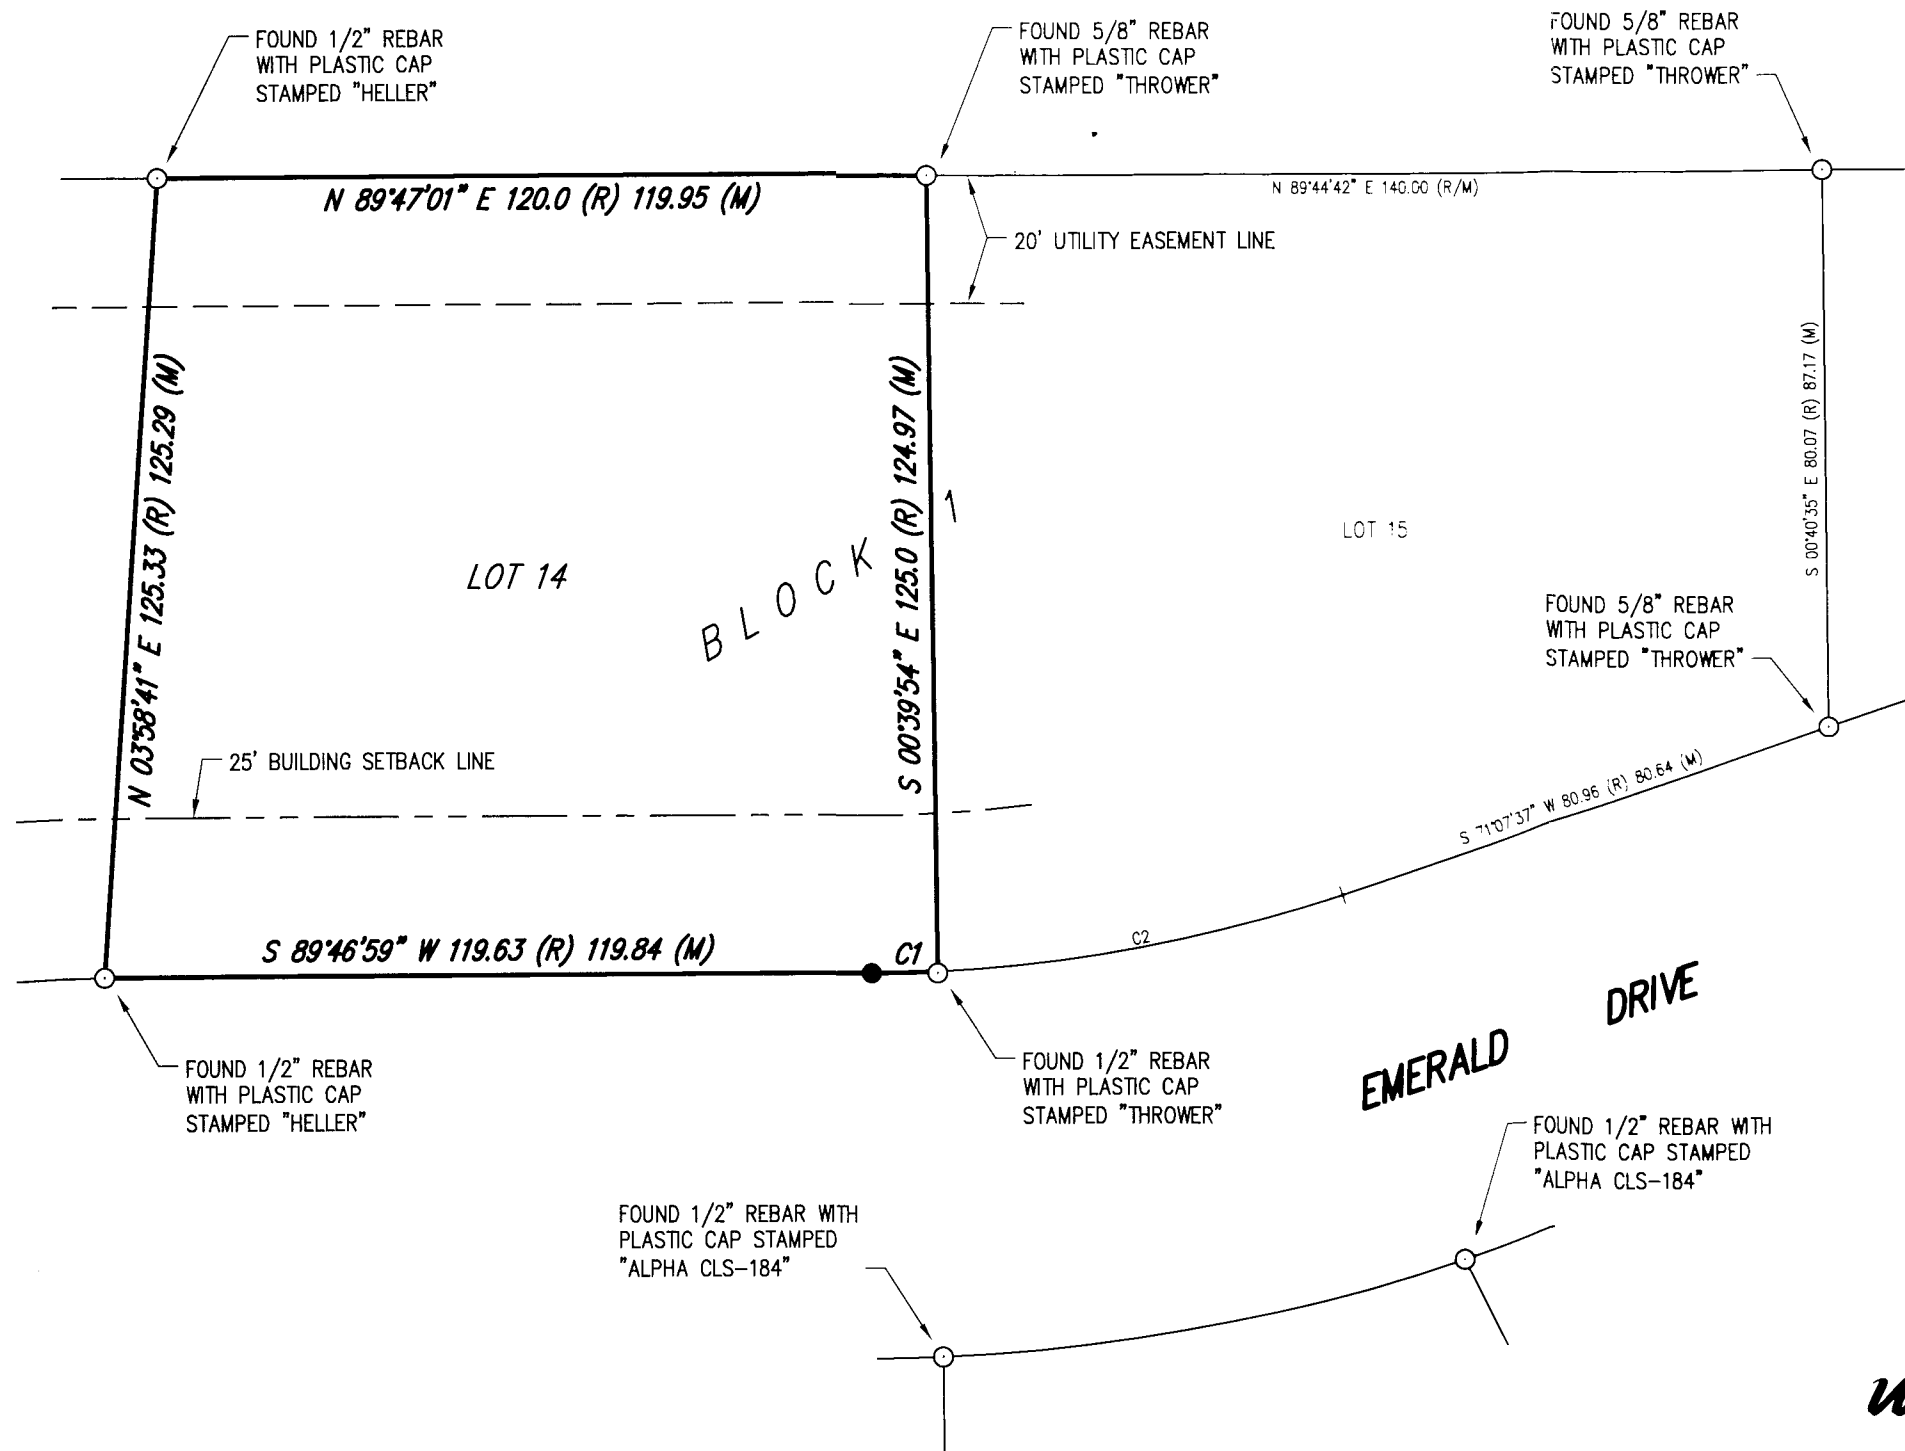 FOUND 1/2" REBAR
WITH PLASTIC CAP
STAMPED "HELLER"
FOUND 5/8" REBAR
WITH PLASTIC CAP
STAMPED "THROWER"
FOUND 5/8" REBAR
WITH PLASTIC CAP
STAMPED "THROWER"
N 89°47'01" E 120.0 (R) 119.95 (M)
N 89°44'42" E 140.00 (R/M)
20' UTILITY EASEMENT LINE
N 03°58'41" E 125.33 (R) 125.29 (M)
S 00°39'54" E 125.0 (R) 124.97 (M)
S 00°40'35" E 80.07 (R) 87.17 (M)
LOT 14
BLOCK 1
LOT 15
FOUND 5/8" REBAR
WITH PLASTIC CAP
STAMPED "THROWER"
25' BUILDING SETBACK LINE
S 71°07'37" W 80.96 (R) 80.64 (M)
S 89°46'59" W 119.63 (R) 119.84 (M)
C1
C2
EMERALD DRIVE
FOUND 1/2" REBAR
WITH PLASTIC CAP
STAMPED "HELLER"
FOUND 1/2" REBAR
WITH PLASTIC CAP
STAMPED "THROWER"
FOUND 1/2" REBAR WITH
PLASTIC CAP STAMPED
"ALPHA CLS-184"
FOUND 1/2" REBAR WITH
PLASTIC CAP STAMPED
"ALPHA CLS-184"